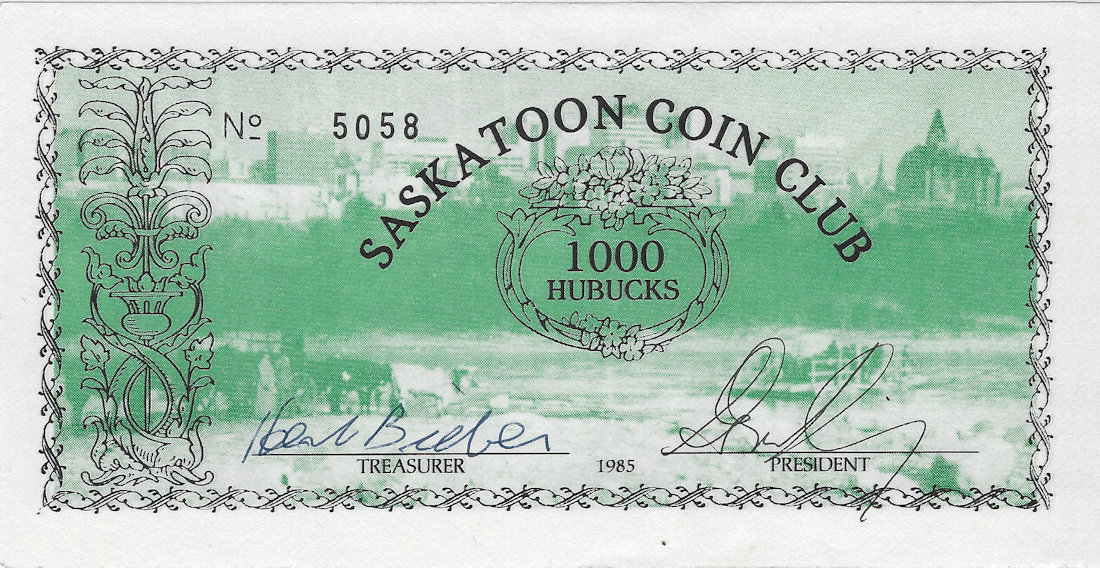 Nº 5058
SASKATOON COIN CLUB
1000
HUBUCKS
TREASURER
1985
PRESIDENT